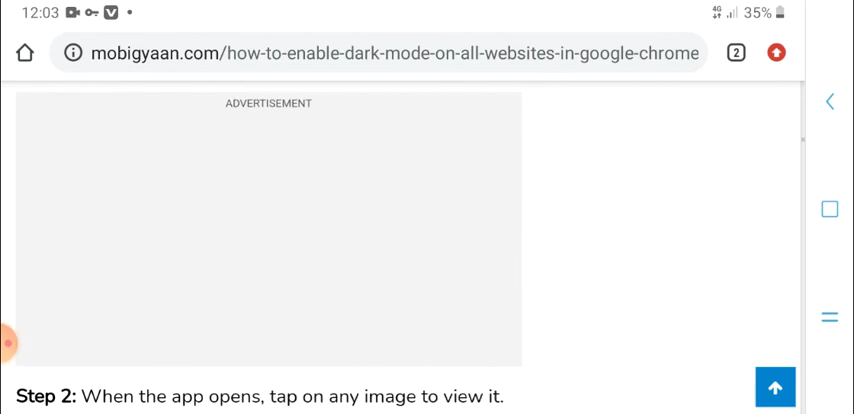 12:03 4G 35%
mobigyaan.com/how-to-enable-dark-mode-on-all-websites-in-google-chrome 2
ADVERTISEMENT
Step 2: When the app opens, tap on any image to view it.